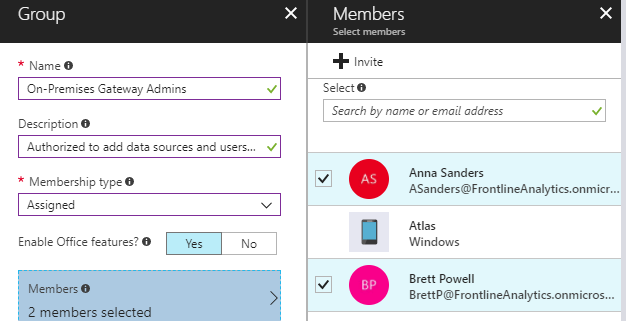 Group
* Name
On-Premises Gateway Admins
Description
Authorized to add data sources and users...
* Membership type
Assigned
Enable Office features?
Yes
No
Members
2 members selected
Members
Select members
Invite
Select
Search by name or email address
AS
Anna Sanders
ASanders@FrontlineAnalytics.onmicr...
Atlas
Windows
BP
Brett Powell
BrettP@FrontlineAnalytics.onmicros...